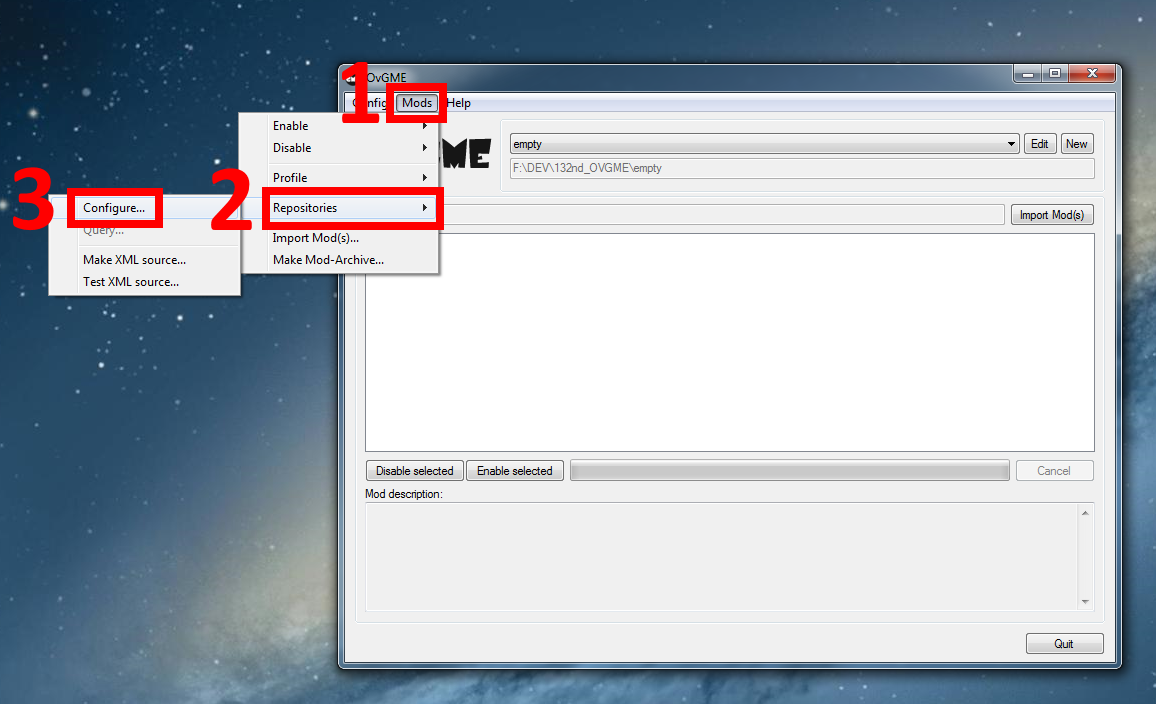 1
OvGME
Config Mods Help
Enable
Disable
Profile
2
Repositories
Import Mod(s)...
Make Mod-Archive...
3
Configure...
Query...
Make XML source...
Test XML source...
ME
empty
Edit
New
F:\DEV\132nd_OVGME\empty
Import Mod(s)
Disable selected
Enable selected
Cancel
Mod description:
Quit